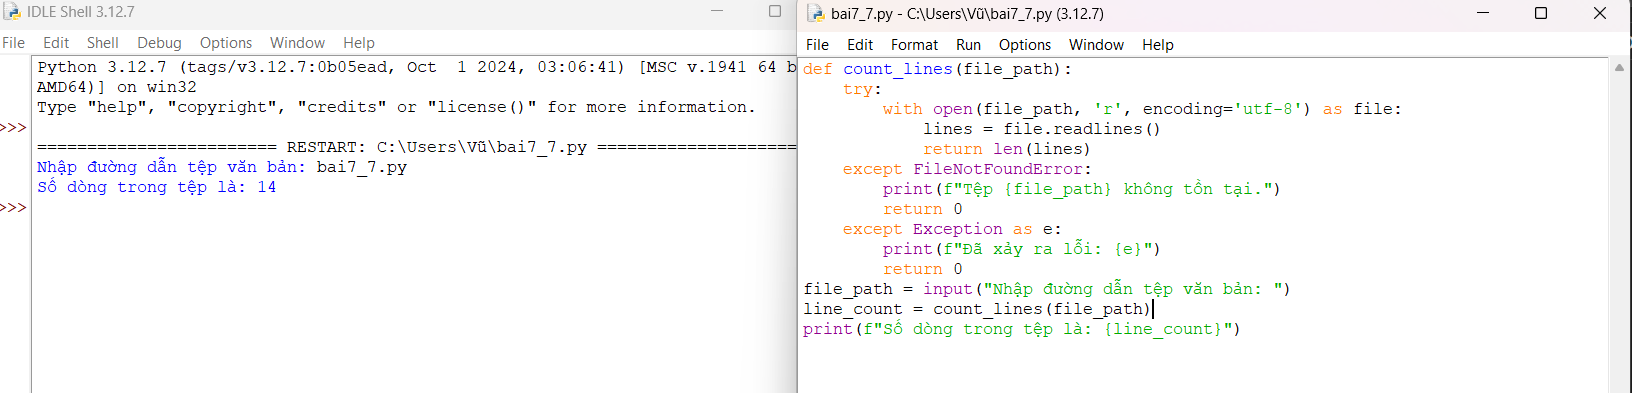 IDLE Shell 3.12.7
File Edit Shell Debug Options Window Help
Python 3.12.7 (tags/v3.12.7:0b05ead, Oct  1 2024, 03:06:41) [MSC v.1941 64 b
AMD64)] on win32
Type "help", "copyright", "credits" or "license()" for more information.
>>>
======================== RESTART: C:\Users\Vũ\bai7_7.py ====================
Nhập đường dẫn tệp văn bản: bai7_7.py
Số dòng trong tệp là: 14
>>>
bai7_7.py - C:\Users\Vũ\bai7_7.py (3.12.7)
File Edit Format Run Options Window Help
def count_lines(file_path):
    try:
        with open(file_path, 'r', encoding='utf-8') as file:
            lines = file.readlines()
            return len(lines)
    except FileNotFoundError:
        print(f"Tệp {file_path} không tồn tại.")
        return 0
    except Exception as e:
        print(f"Đã xảy ra lỗi: {e}")
        return 0
file_path = input("Nhập đường dẫn tệp văn bản: ")
line_count = count_lines(file_path)
print(f"Số dòng trong tệp là: {line_count}")